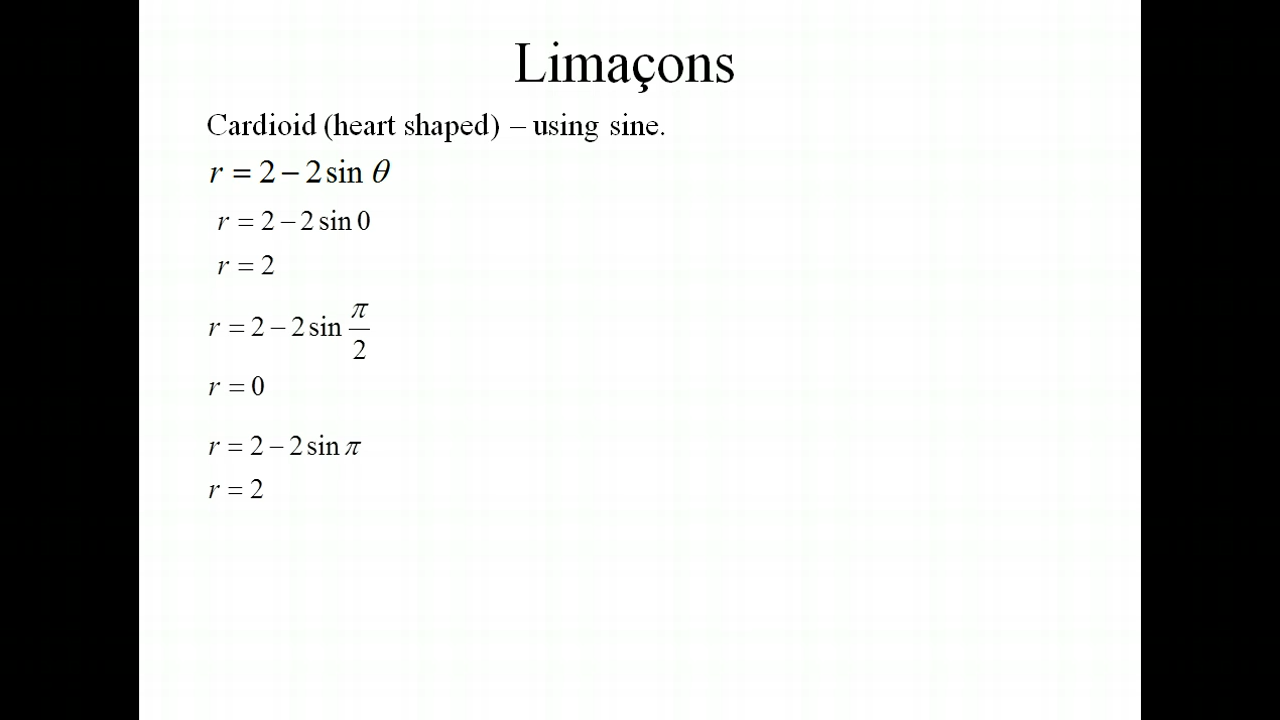 Limaçons
Cardioid (heart shaped) – using sine.
r = 2 − 2 sin θ
r = 2 − 2 sin 0
r = 2
r = 2 − 2 sin π/2
r = 0
r = 2 − 2 sin π
r = 2